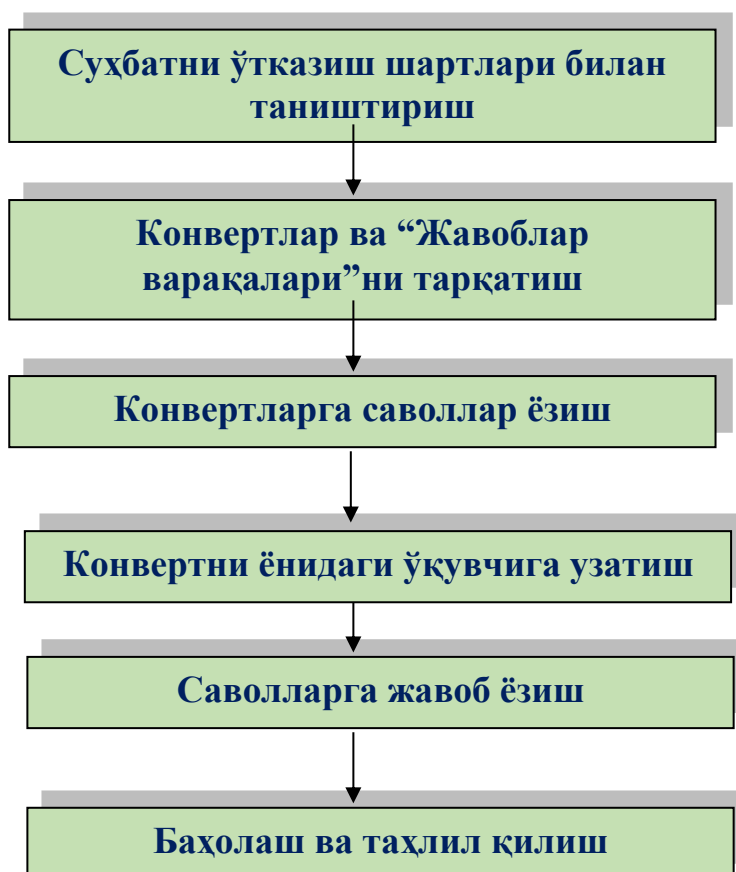 Суҳбатни ўтказиш шартлари билан
таништириш
Конвертлар ва “Жавоблар
варақалари”ни тарқатиш
Конвертларга саволлар ёзиш
Конвертни ёнидаги ўқувчига узатиш
Саволларга жавоб ёзиш
Баҳолаш ва таҳлил қилиш